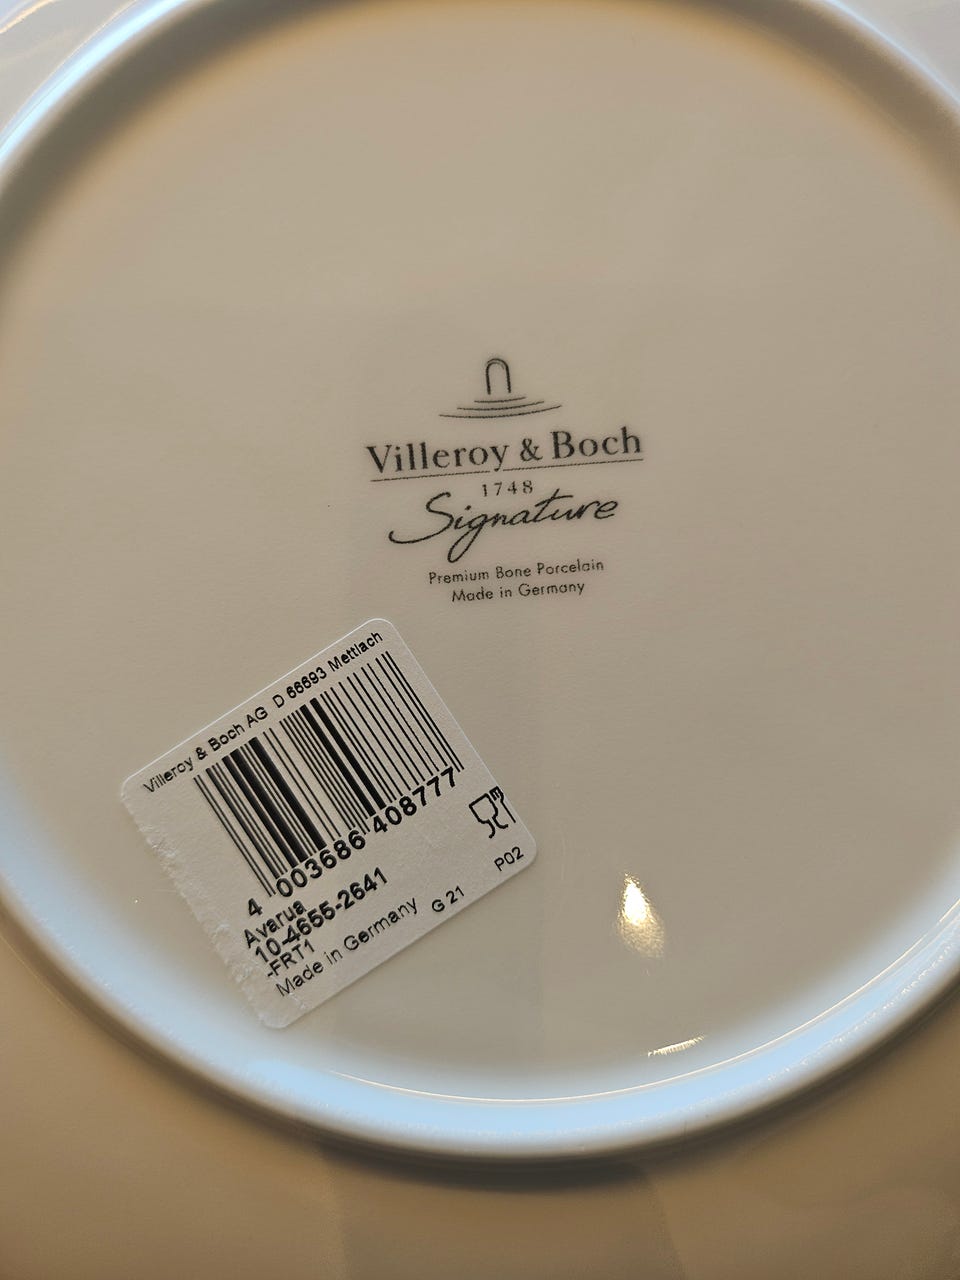 Villeroy & Boch
1748
Signature
Premium Bone Porcelain
Made in Germany
Villeroy & Boch AG D 66693 Mettlach
4 003686 408777
Avarua
10-4655-2641
-FRT1
Made in Germany G 21 P02